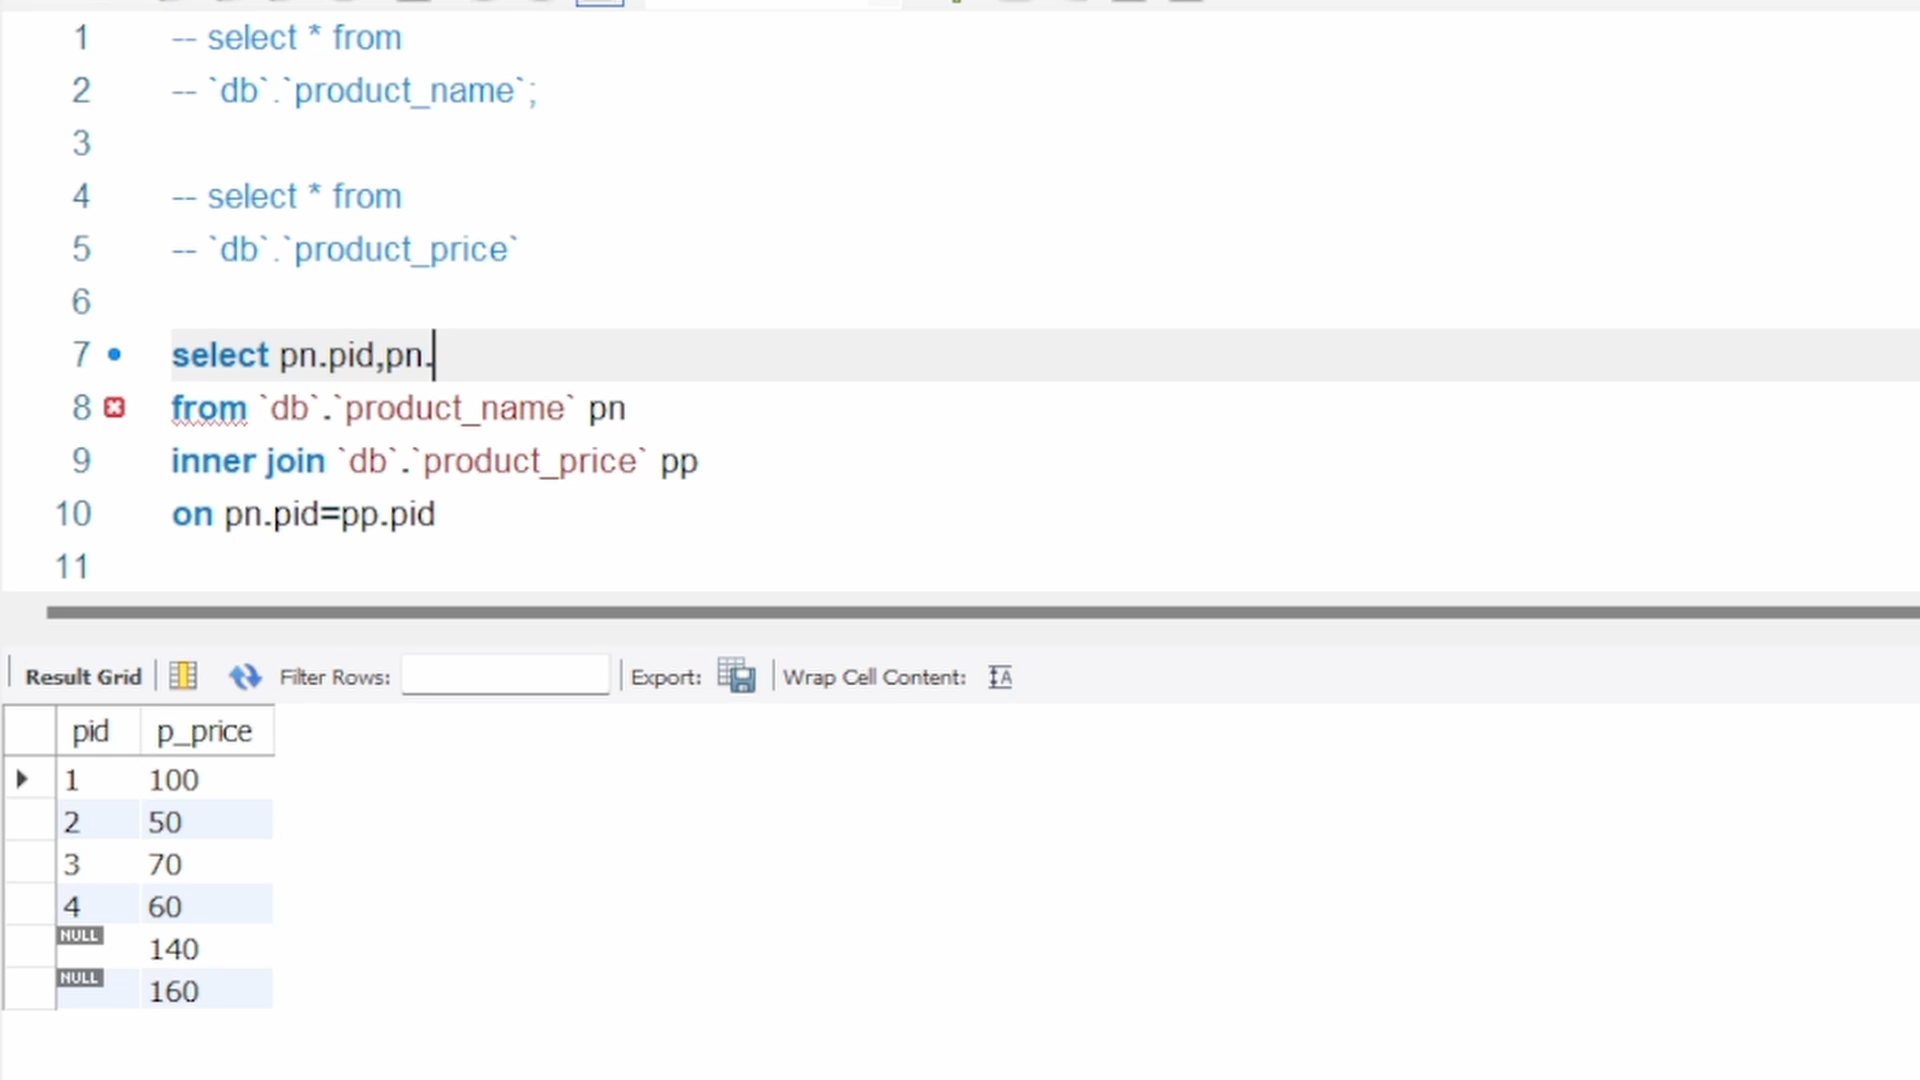 1 -- select * from
2 -- `db`.`product_name`;
3
4 -- select * from
5 -- `db`.`product_price`
6
7 select pn.pid,pn.
8 from `db`.`product_name` pn
9 inner join `db`.`product_price` pp
10 on pn.pid=pp.pid
11
Result Grid Filter Rows: Export: Wrap Cell Content:
pid p_price
1 100
2 50
3 70
4 60
NULL 140
NULL 160